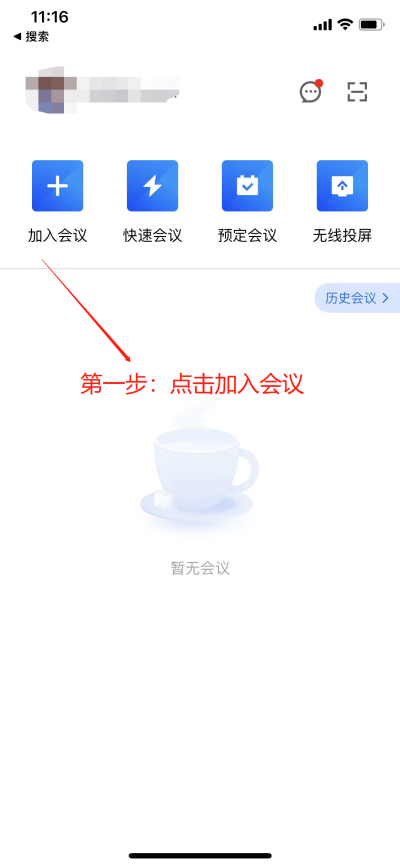 11:16
◀ 搜索
加入会议
快速会议
预定会议
无线投屏
历史会议 >
第一步：点击加入会议
暂无会议